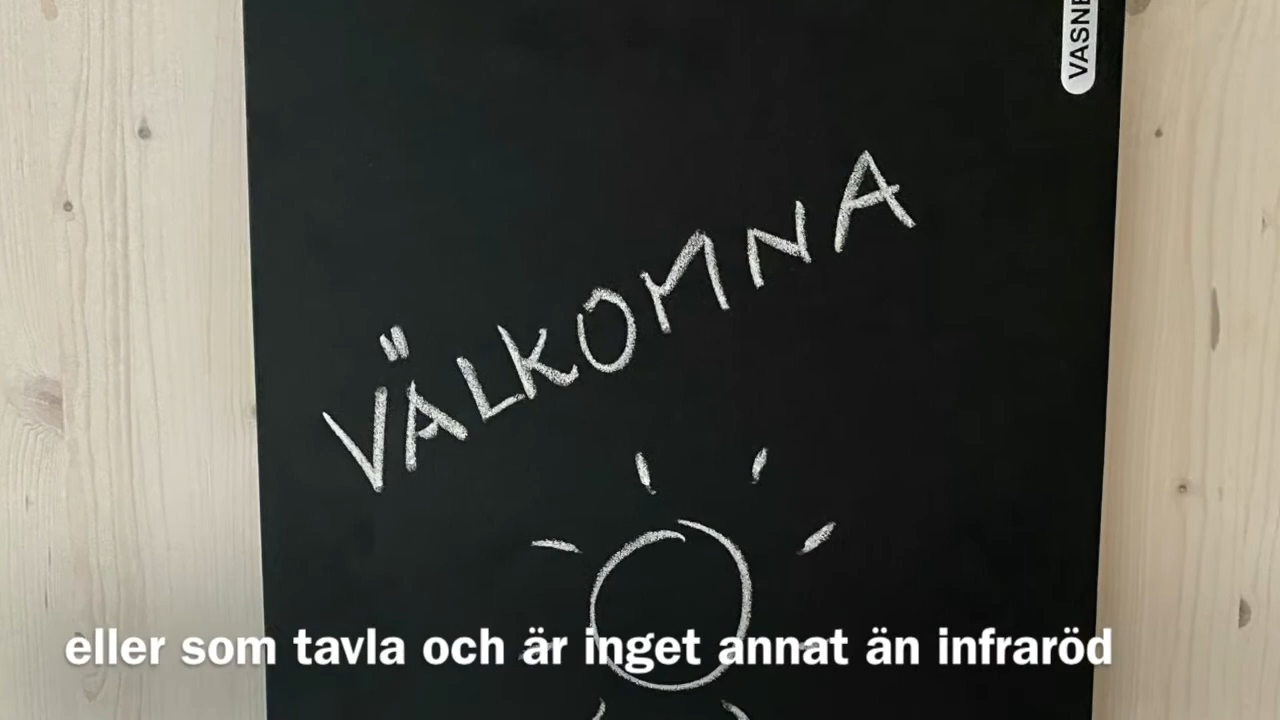 VASNE
VÄLKOMNA
eller som tavla och är inget annat än infraröd